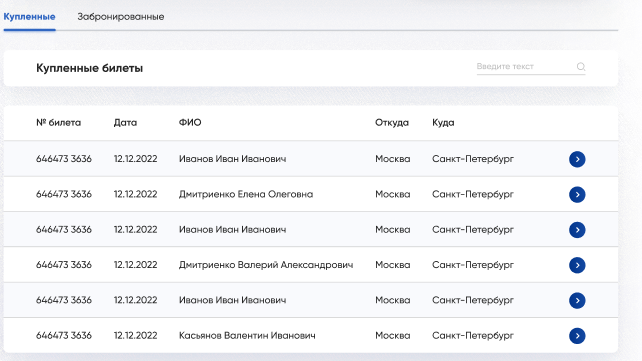 Купленные Забронированные
Купленные билеты Введите текст
№ билета Дата ФИО Откуда Куда
646473 3636 12.12.2022 Иванов Иван Иванович Москва Санкт-Петербург
646473 3636 12.12.2022 Дмитриенко Елена Олеговна Москва Санкт-Петербург
646473 3636 12.12.2022 Иванов Иван Иванович Москва Санкт-Петербург
646473 3636 12.12.2022 Дмитриенко Валерий Александрович Москва Санкт-Петербург
646473 3636 12.12.2022 Иванов Иван Иванович Москва Санкт-Петербург
646473 3636 12.12.2022 Касьянов Валентин Иванович Москва Санкт-Петербург